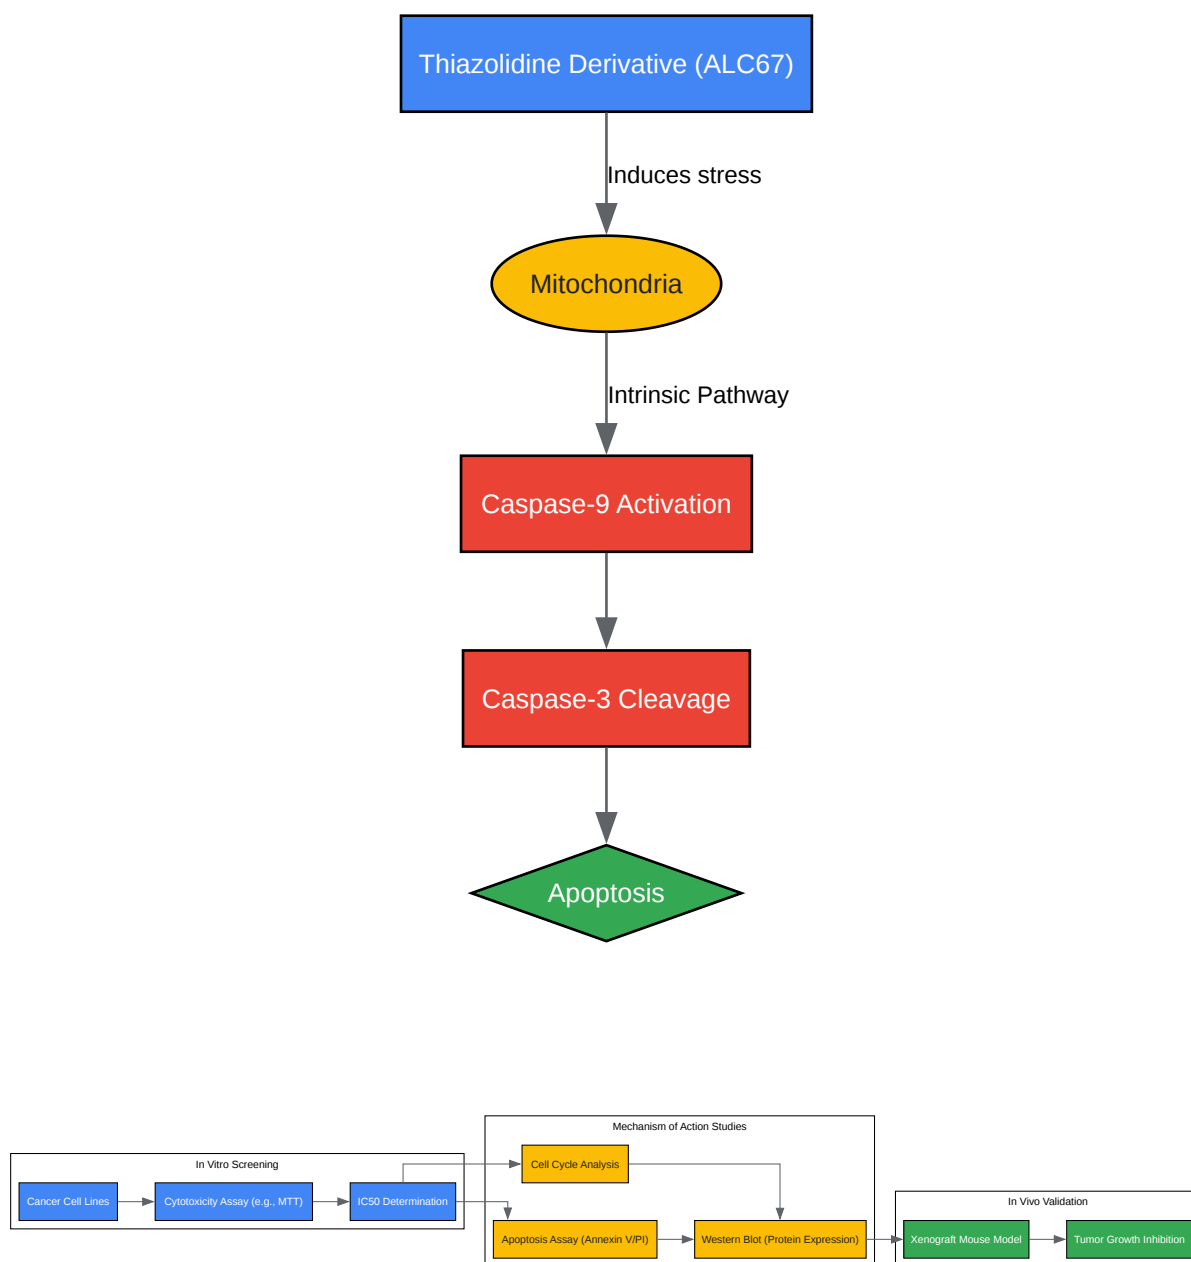 Thiazolidine Derivative (ALC67)
Induces stress
Mitochondria
Intrinsic Pathway
Caspase-9 Activation
Caspase-3 Cleavage
Apoptosis
In Vitro Screening
Cancer Cell Lines
Cytotoxicity Assay (e.g., MTT)
IC50 Determination
Mechanism of Action Studies
Cell Cycle Analysis
Apoptosis Assay (Annexin V/PI)
Western Blot (Protein Expression)
In Vivo Validation
Xenograft Mouse Model
Tumor Growth Inhibition